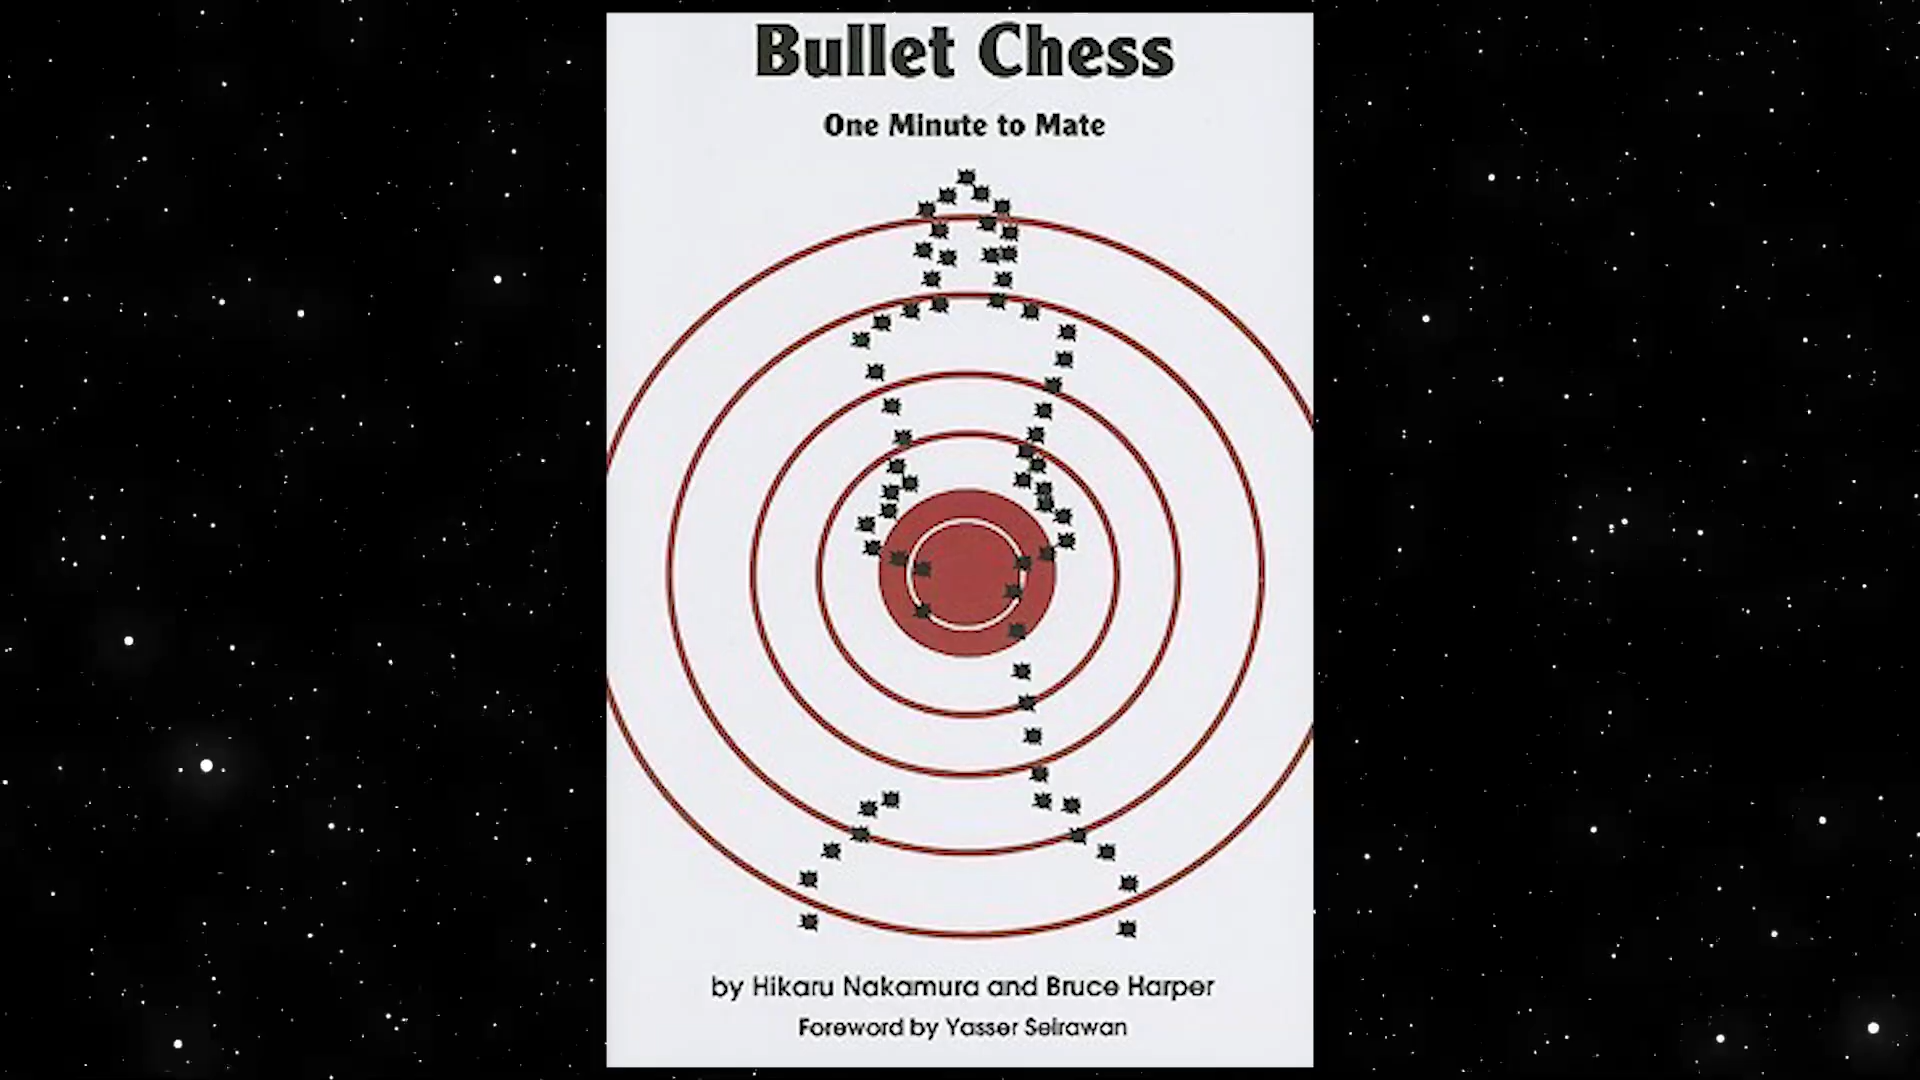 Bullet Chess
One Minute to Mate
by Hikaru Nakamura and Bruce Harper
Foreword by Yasser Seirawan